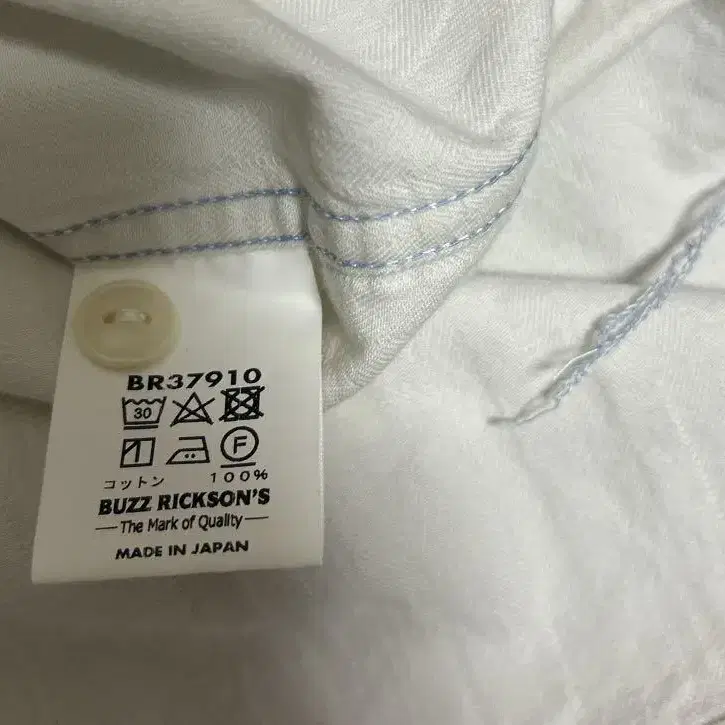 BR37910
30
F
コットン 100%
BUZZ RICKSON'S
The Mark of Quality
MADE IN JAPAN